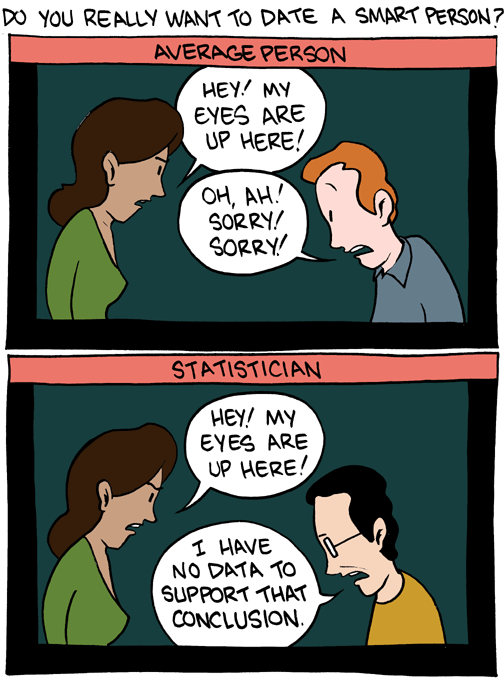 DO YOU REALLY WANT TO DATE A SMART PERSON?
AVERAGE PERSON
HEY! MY
EYES ARE
UP HERE!
OH, AH!
SORRY!
SORRY!
STATISTICIAN
HEY! MY
EYES ARE
UP HERE!
I HAVE
NO DATA TO
SUPPORT THAT
CONCLUSION.